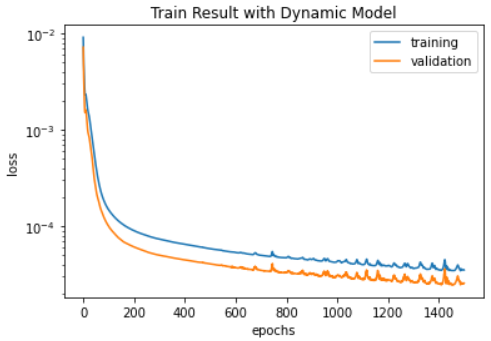 Train Result with Dynamic Model
training
validation
10⁻²
10⁻³
10⁻⁴
loss
0 200 400 600 800 1000 1200 1400
epochs